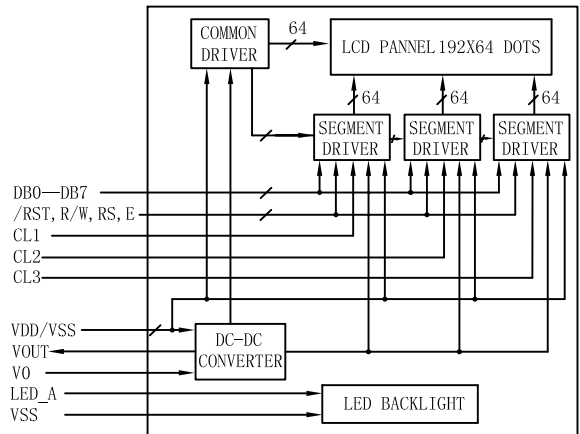 COMMON
DRIVER
64
LCD PANNEL 192X64 DOTS
64
64
64
SEGMENT
DRIVER
SEGMENT
DRIVER
SEGMENT
DRIVER
DB0—DB7
/RST, R/W, RS, E
CL1
CL2
CL3
VDD/VSS
VOUT
V0
DC-DC
CONVERTER
LED_A
VSS
LED BACKLIGHT